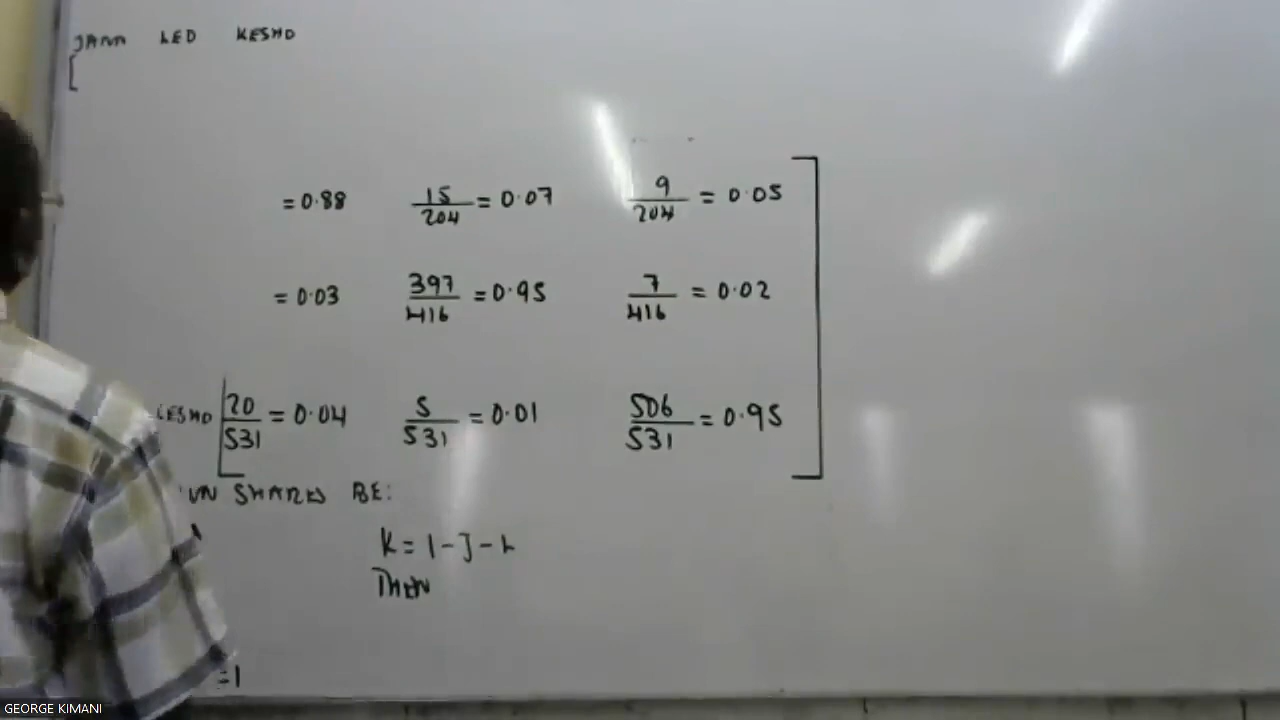 JANA LED KESHO
[
= 0.88 15/204 = 0.07 9/204 = 0.05
= 0.03 397/416 = 0.95 7/416 = 0.02
20/531 = 0.04 5/531 = 0.01 506/531 = 0.95
SHARES BE:
K = 1 - J - L
THEN
= 1
GEORGE KIMANI